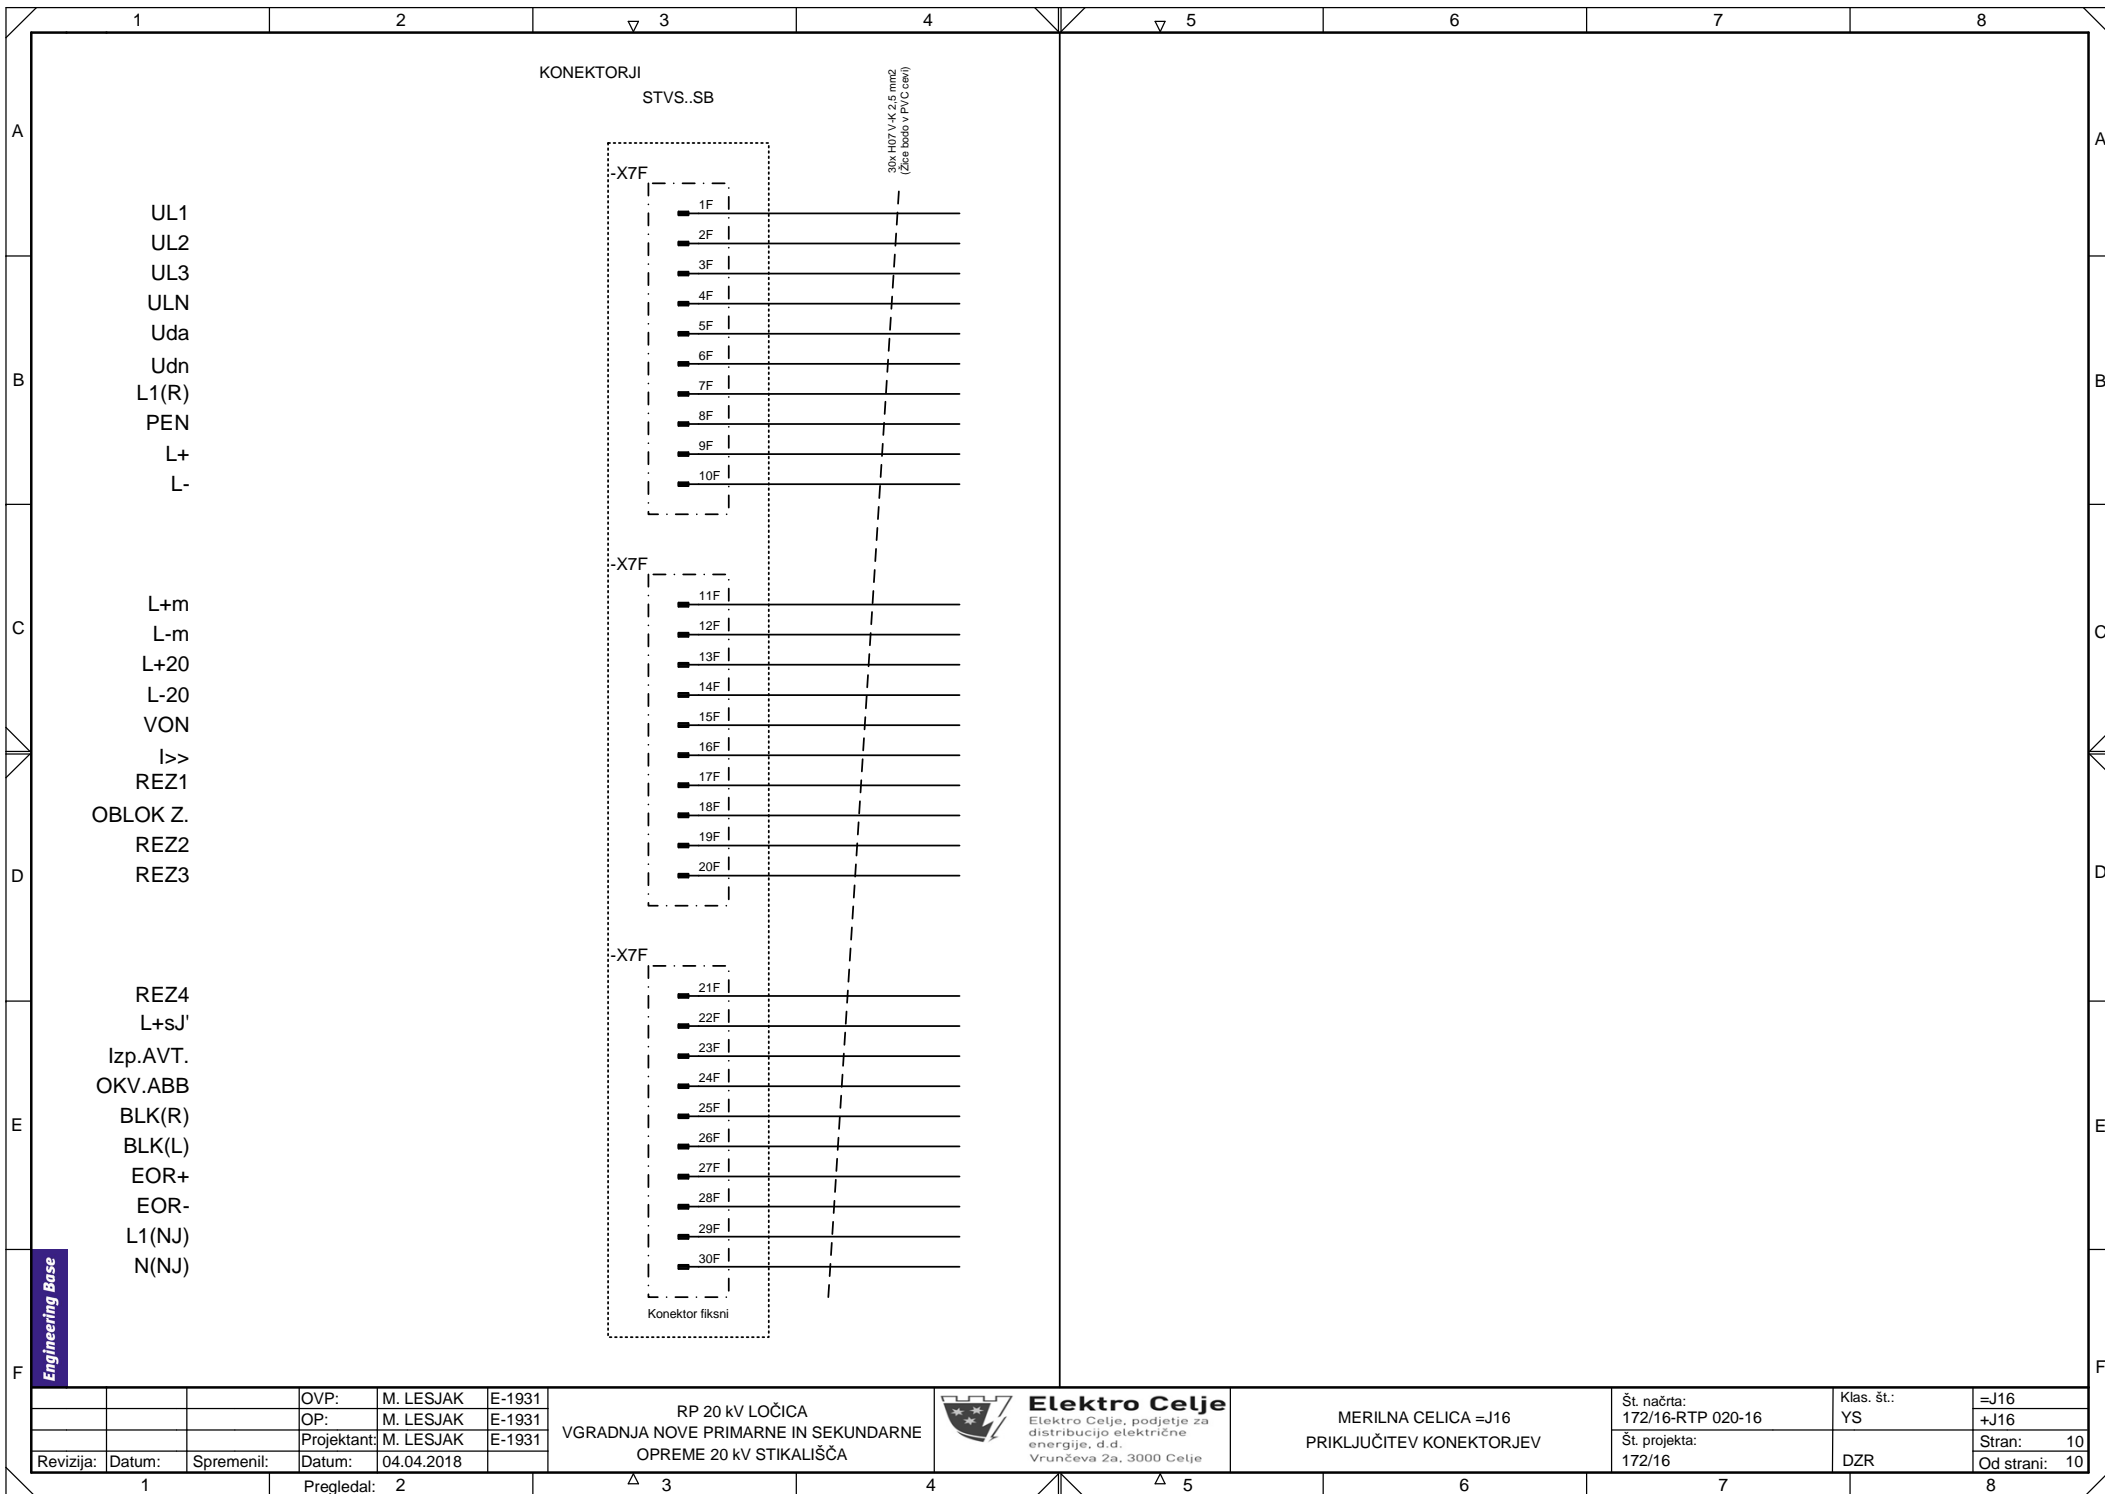 1 2 3 4 5 6 7 8
KONEKTORJI
STVS..SB
30x H07 V-K 2,5 mm2
(Žice bodo v PVC cevi)
A A
-X7F
UL1 1F
UL2 2F
UL3 3F
ULN 4F
Uda 5F
Udn 6F
B B
L1(R) 7F
PEN 8F
L+ 9F
L- 10F
-X7F
L+m 11F
C C
L-m 12F
L+20 13F
L-20 14F
VON 15F
I>> 16F
REZ1 17F
OBLOK Z. 18F
REZ2 19F
D D
REZ3 20F
-X7F
REZ4 21F
L+sJ' 22F
Izp.AVT. 23F
OKV.ABB 24F
BLK(R) 25F
E E
BLK(L) 26F
EOR+ 27F
EOR- 28F
L1(NJ) 29F
N(NJ) 30F
Konektor fiksni
Engineering Base
F F
OVP: M. LESJAK E-1931
OP: M. LESJAK E-1931
Projektant: M. LESJAK E-1931
Revizija: Datum: Spremenil: Datum: 04.04.2018
Pregledal:
RP 20 kV LOČICA
VGRADNJA NOVE PRIMARNE IN SEKUNDARNE
OPREME 20 kV STIKALIŠČA
Elektro Celje
Elektro Celje, podjetje za
distribucijo električne
energije, d.d.
Vrunčeva 2a, 3000 Celje
MERILNA CELICA =J16
PRIKLJUČITEV KONEKTORJEV
Št. načrta:
172/16-RTP 020-16
Št. projekta:
172/16
Klas. št.:
YS
DZR
=J16
+J16
Stran: 10
Od strani: 10
1 2 3 4 5 6 7 8